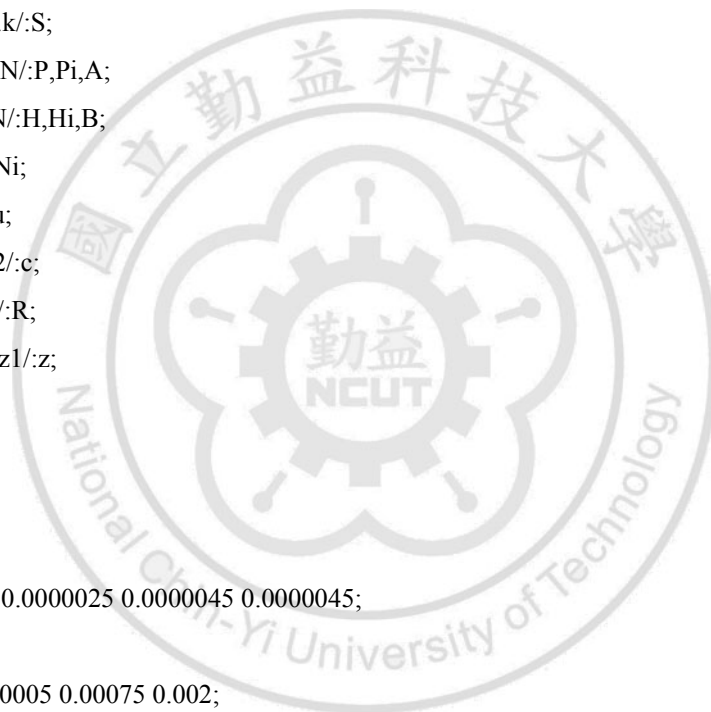 k/:S;
N/:P,Pi,A;
N/:H,Hi,B;
Ni;
u;
2/:c;
/:R;
z1/:z;
0.0000025 0.0000045 0.0000045;
0005 0.00075 0.002;
國立勤益科技大學
勤益
NCUT
National Chin-Yi University of Technology